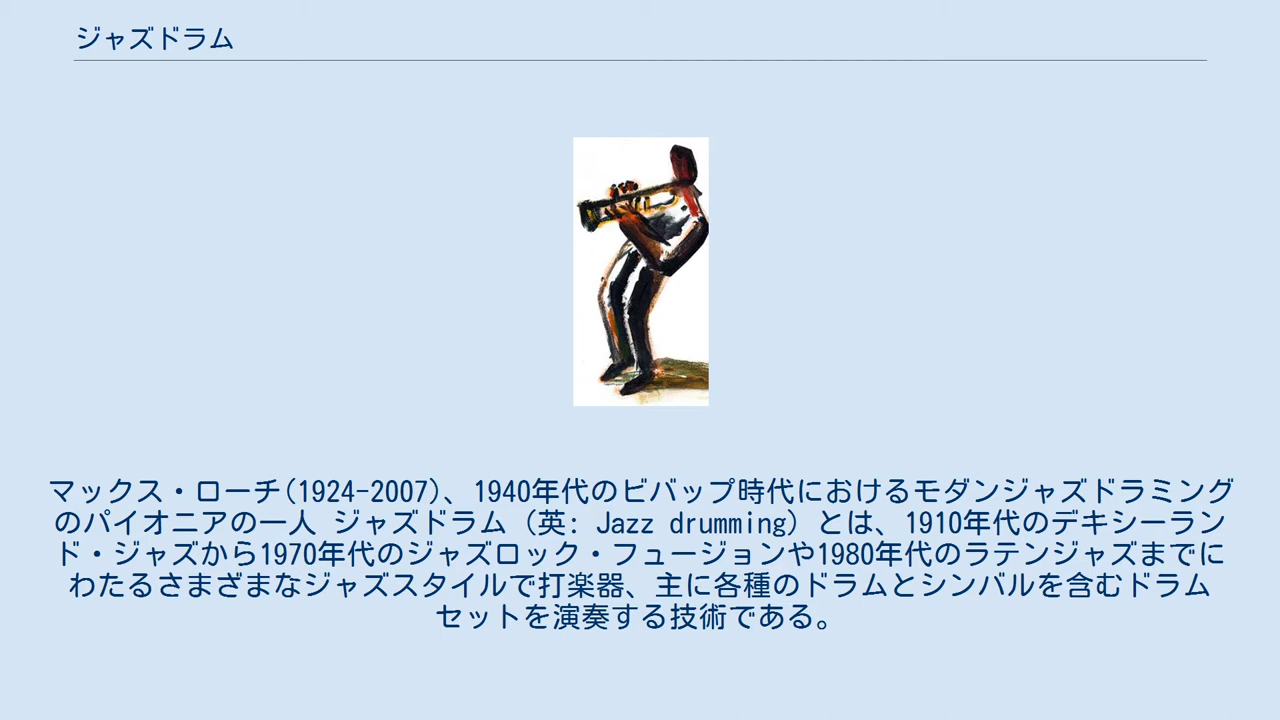 ジャズドラム
マックス・ローチ(1924-2007)、1940年代のビバップ時代におけるモダンジャズドラミング
のパイオニアの一人 ジャズドラム（英: Jazz drumming）とは、1910年代のデキシーラン
ド・ジャズから1970年代のジャズロック・フュージョンや1980年代のラテンジャズまでに
わたるさまざまなジャズスタイルで打楽器、主に各種のドラムとシンバルを含むドラム
セットを演奏する技術である。